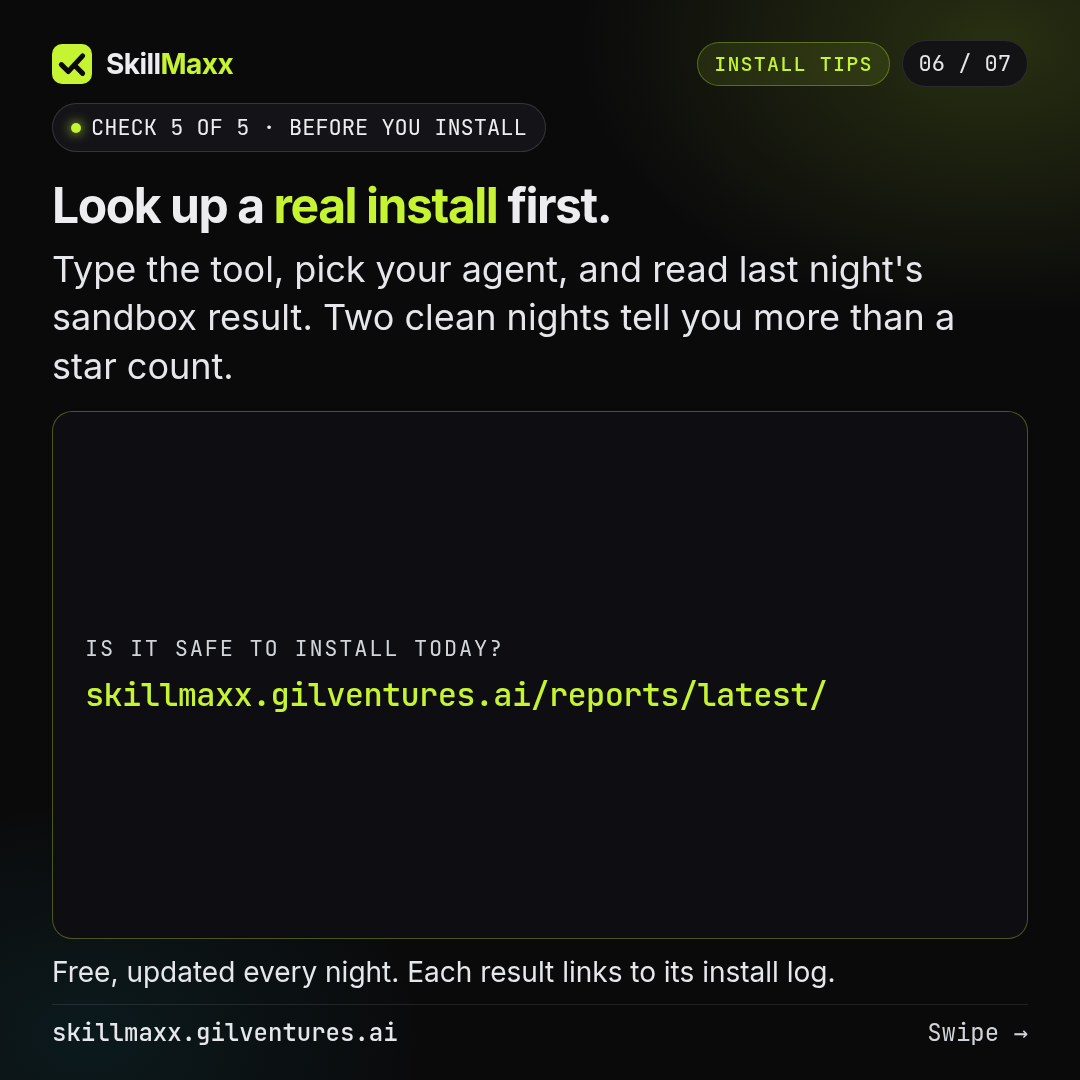 SkillMaxx
INSTALL TIPS
06 / 07
CHECK 5 OF 5 · BEFORE YOU INSTALL
Look up a real install first.
Type the tool, pick your agent, and read last night's
sandbox result. Two clean nights tell you more than a
star count.
IS IT SAFE TO INSTALL TODAY?
skillmaxx.gilventures.ai/reports/latest/
Free, updated every night. Each result links to its install log.
skillmaxx.gilventures.ai
Swipe →